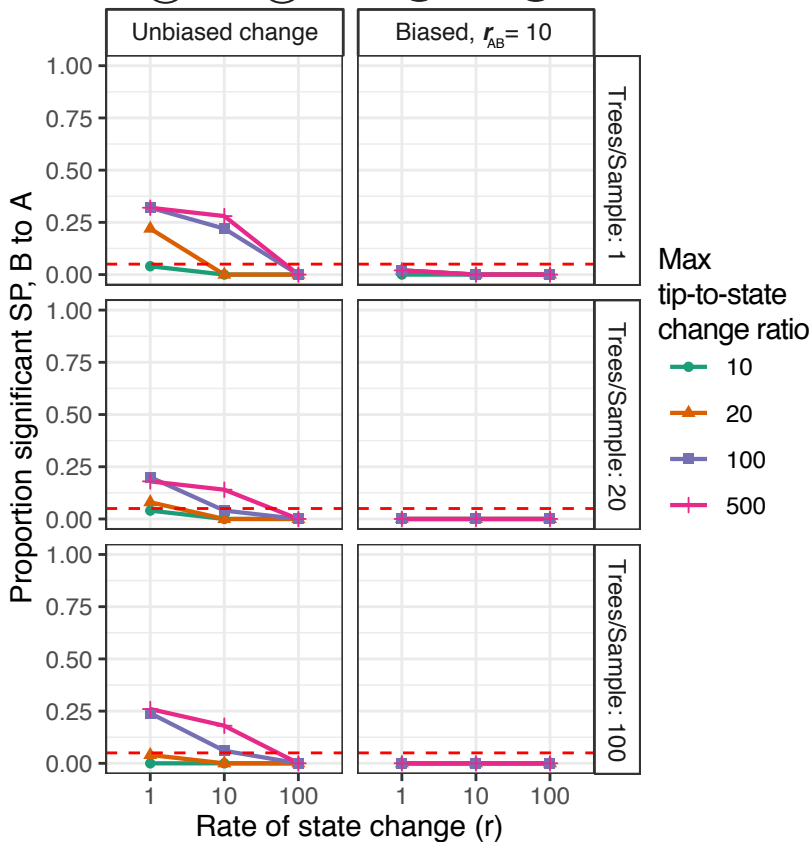 Unbiased change
Biased, rAB= 10
Proportion significant SP, B to A
1.00
0.75
0.50
0.25
0.00
Trees/Sample: 1
1.00
0.75
0.50
0.25
0.00
Trees/Sample: 20
1.00
0.75
0.50
0.25
0.00
Trees/Sample: 100
1 10 100
1 10 100
Rate of state change (r)
Max
tip-to-state
change ratio
10
20
100
500